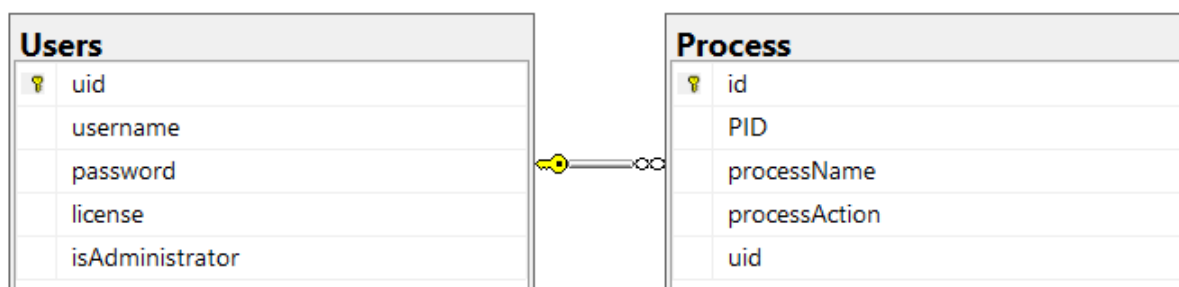 Users
uid
username
password
license
isAdministrator
Process
id
PID
processName
processAction
uid